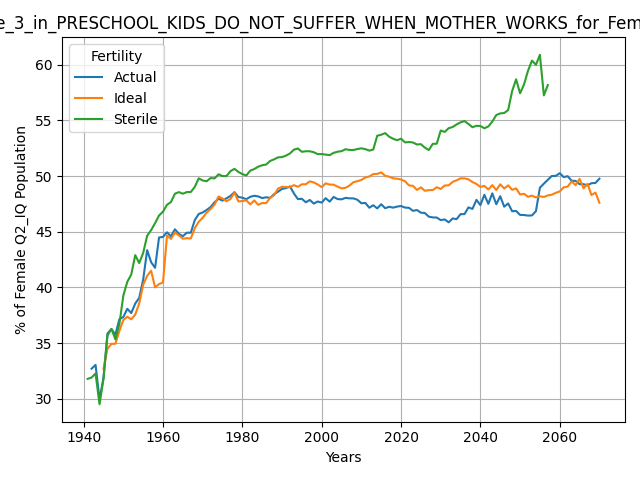 e_3_in_PRESCHOOL_KIDS_DO_NOT_SUFFER_WHEN_MOTHER_WORKS_for_Fem
Fertility
Actual
Ideal
Sterile
% of Female Q2_IQ Population
60
55
50
45
40
35
30
1940 1960 1980 2000 2020 2040 2060
Years